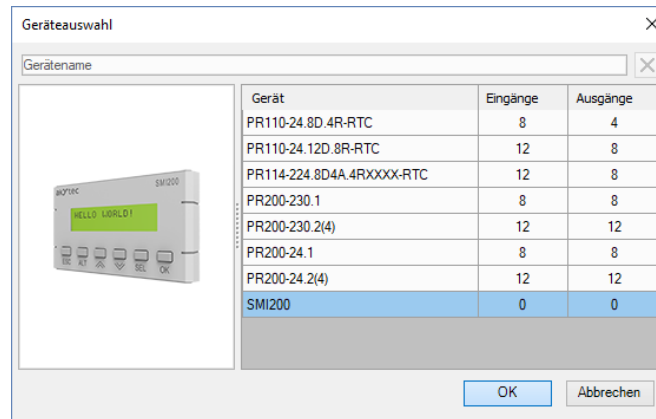 Geräteauswahl
Gerätename
Gerät Eingänge Ausgänge
PR110-24.8D.4R-RTC 8 4
PR110-24.12D.8R-RTC 12 8
PR114-224.8D4A.4RXXXX-RTC 12 8
PR200-230.1 8 8
PR200-230.2(4) 12 12
PR200-24.1 8 8
PR200-24.2(4) 12 12
SMI200 0 0
SMI200
HELLO WORLD!
ESC ALT SEL OK
OK Abbrechen